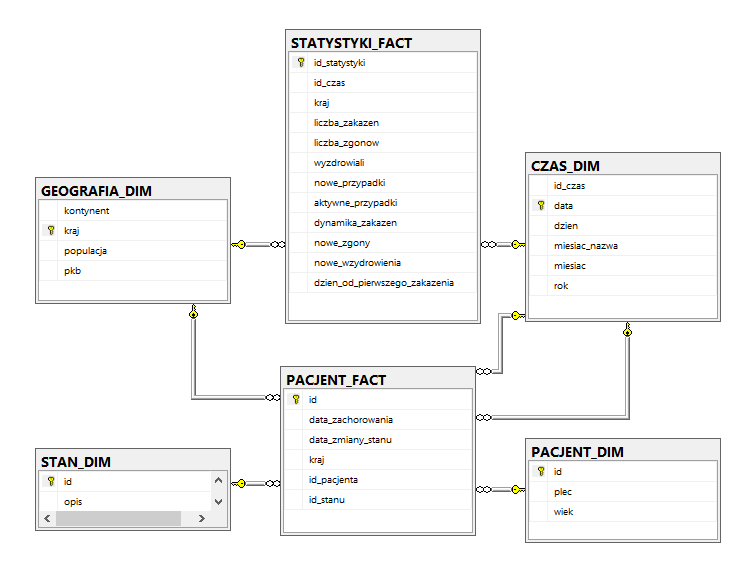 STATYSTYKI_FACT
id_statystyki
id_czas
kraj
liczba_zakazen
liczba_zgonow
wyzdrowiali
nowe_przypadki
aktywne_przypadki
dynamika_zakazen
nowe_zgony
nowe_wzydrowienia
dzien_od_pierwszego_zakazenia
GEOGRAFIA_DIM
kontynent
kraj
populacja
pkb
CZAS_DIM
id_czas
data
dzien
miesiac_nazwa
miesiac
rok
PACJENT_FACT
id
data_zachorowania
data_zmiany_stanu
kraj
id_pacjenta
id_stanu
STAN_DIM
id
opis
PACJENT_DIM
id
plec
wiek